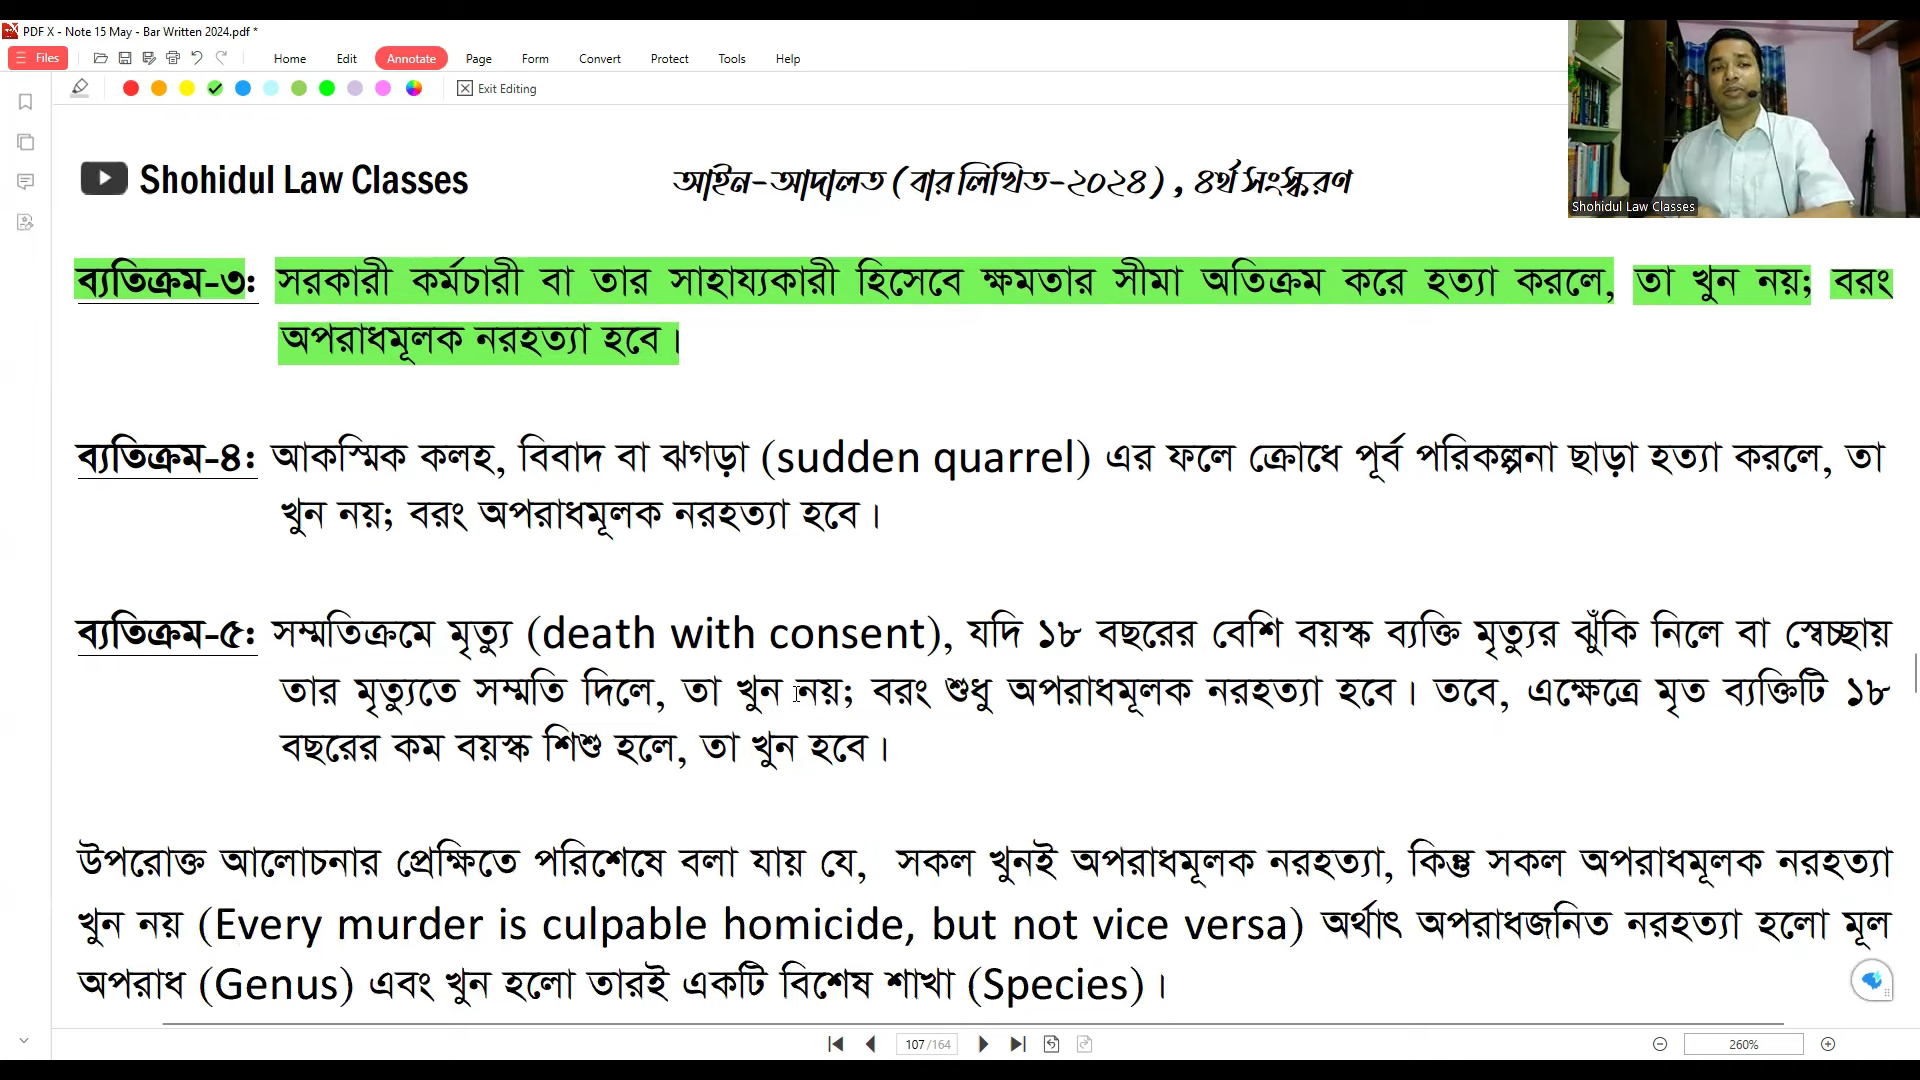 PDF X - Note 15 May - Bar Written 2024.pdf *
Files Home Edit Annotate Page Form Convert Protect Tools Help
Exit Editing
Shohidul Law Classes আইন-আদালত (বার লিখিত-২০২৪), ৪র্থ সংস্করণ
Shohidul Law Classes
ব্যতিক্রম-৩: সরকারী কর্মচারী বা তার সাহায্যকারী হিসেবে ক্ষমতার সীমা অতিক্রম করে হত্যা করলে, তা খুন নয়; বরং
অপরাধমূলক নরহত্যা হবে।
ব্যতিক্রম-৪: আকস্মিক কলহ, বিবাদ বা ঝগড়া (sudden quarrel) এর ফলে ক্রোধে পূর্ব পরিকল্পনা ছাড়া হত্যা করলে, তা
খুন নয়; বরং অপরাধমূলক নরহত্যা হবে।
ব্যতিক্রম-৫: সম্মতিক্রমে মৃত্যু (death with consent), যদি ১৮ বছরের বেশি বয়স্ক ব্যক্তি মৃত্যুর ঝুঁকি নিলে বা স্বেচ্ছায়
তার মৃত্যুতে সম্মতি দিলে, তা খুন নয়; বরং শুধু অপরাধমূলক নরহত্যা হবে। তবে, এক্ষেত্রে মৃত ব্যক্তিটি ১৮
বছরের কম বয়স্ক শিশু হলে, তা খুন হবে।
উপরোক্ত আলোচনার প্রেক্ষিতে পরিশেষে বলা যায় যে, সকল খুনই অপরাধমূলক নরহত্যা, কিন্তু সকল অপরাধমূলক নরহত্যা
খুন নয় (Every murder is culpable homicide, but not vice versa) অর্থাৎ অপরাধজনিত নরহত্যা হলো মূল
অপরাধ (Genus) এবং খুন হলো তারই একটি বিশেষ শাখা (Species)।
107 /164 260%